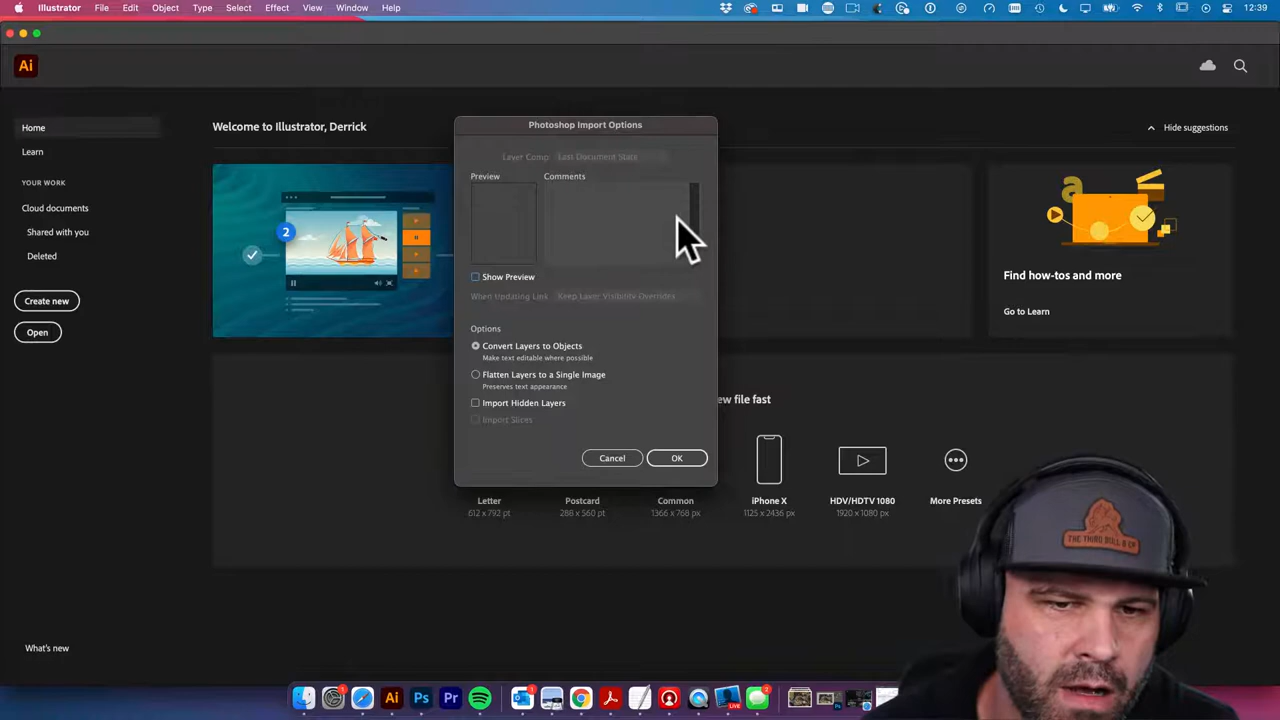 Illustrator File Edit Object Type Select Effect View Window Help 12:39
Ai
Home
Learn
YOUR WORK
Cloud documents
Shared with you
Deleted
Create new
Open
What's new
Welcome to Illustrator, Derrick
Hide suggestions
2
Photoshop Import Options
Layer Comp: Last Document State
Preview Comments
Show Preview
When Updating Link: Keep Layer Visibility Overrides
Options
Convert Layers to Objects
Make text editable where possible
Flatten Layers to a Single Image
Preserves text appearance
Import Hidden Layers
Import Slices
Cancel OK
Find how-tos and more
Go to Learn
ew file fast
Letter
612 x 792 pt
Postcard
288 x 560 pt
Common
1366 x 768 px
iPhone X
1125 x 2436 px
HDV/HDTV 1080
1920 x 1080 px
More Presets
THE THIRD BULL & CO
Ai Ps Pr
LIVE